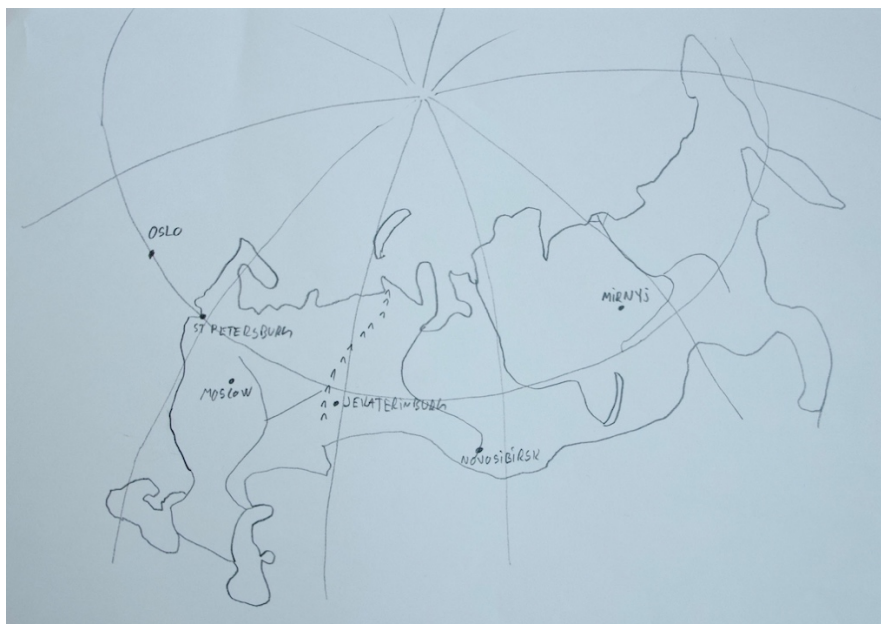 OSLO
ST PETERSBURG
MOSCOW
JEKATERINBURG
NOVOSIBIRSK
MIRNYJ